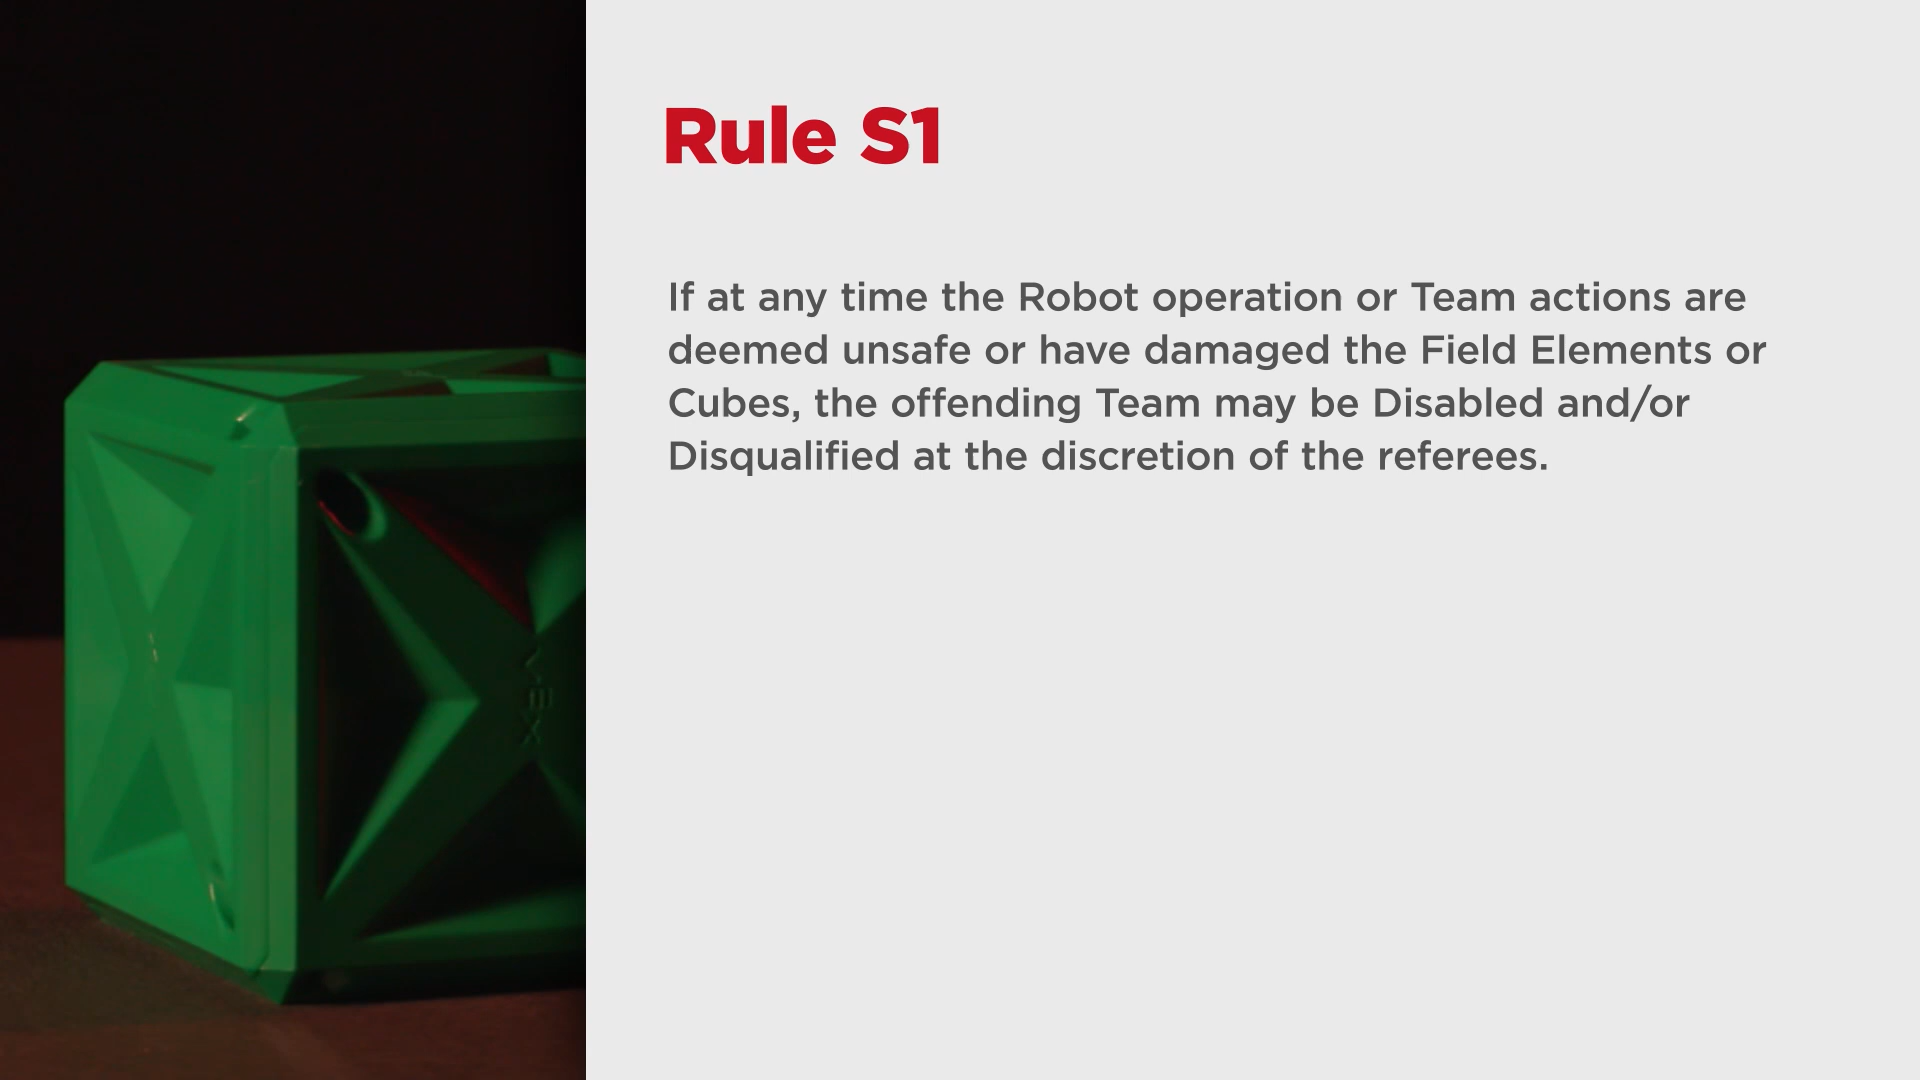 Rule S1
If at any time the Robot operation or Team actions are
deemed unsafe or have damaged the Field Elements or
Cubes, the offending Team may be Disabled and/or
Disqualified at the discretion of the referees.
VEX